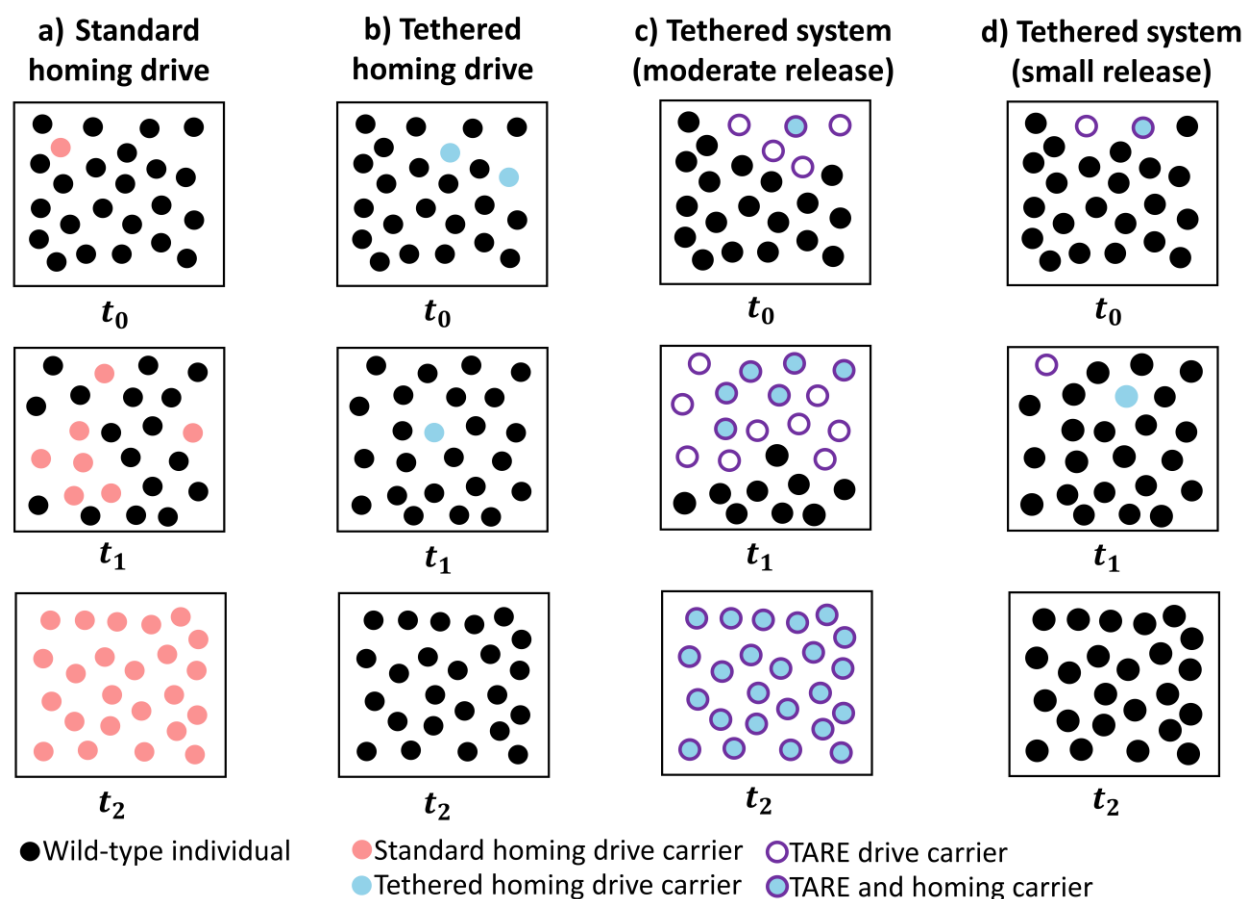 a) Standard
homing drive
b) Tethered
homing drive
c) Tethered system
(moderate release)
d) Tethered system
(small release)
t₀
t₀
t₀
t₀
t₁
t₁
t₁
t₁
t₂
t₂
t₂
t₂
Wild-type individual
Standard homing drive carrier
TARE drive carrier
Tethered homing drive carrier
TARE and homing carrier